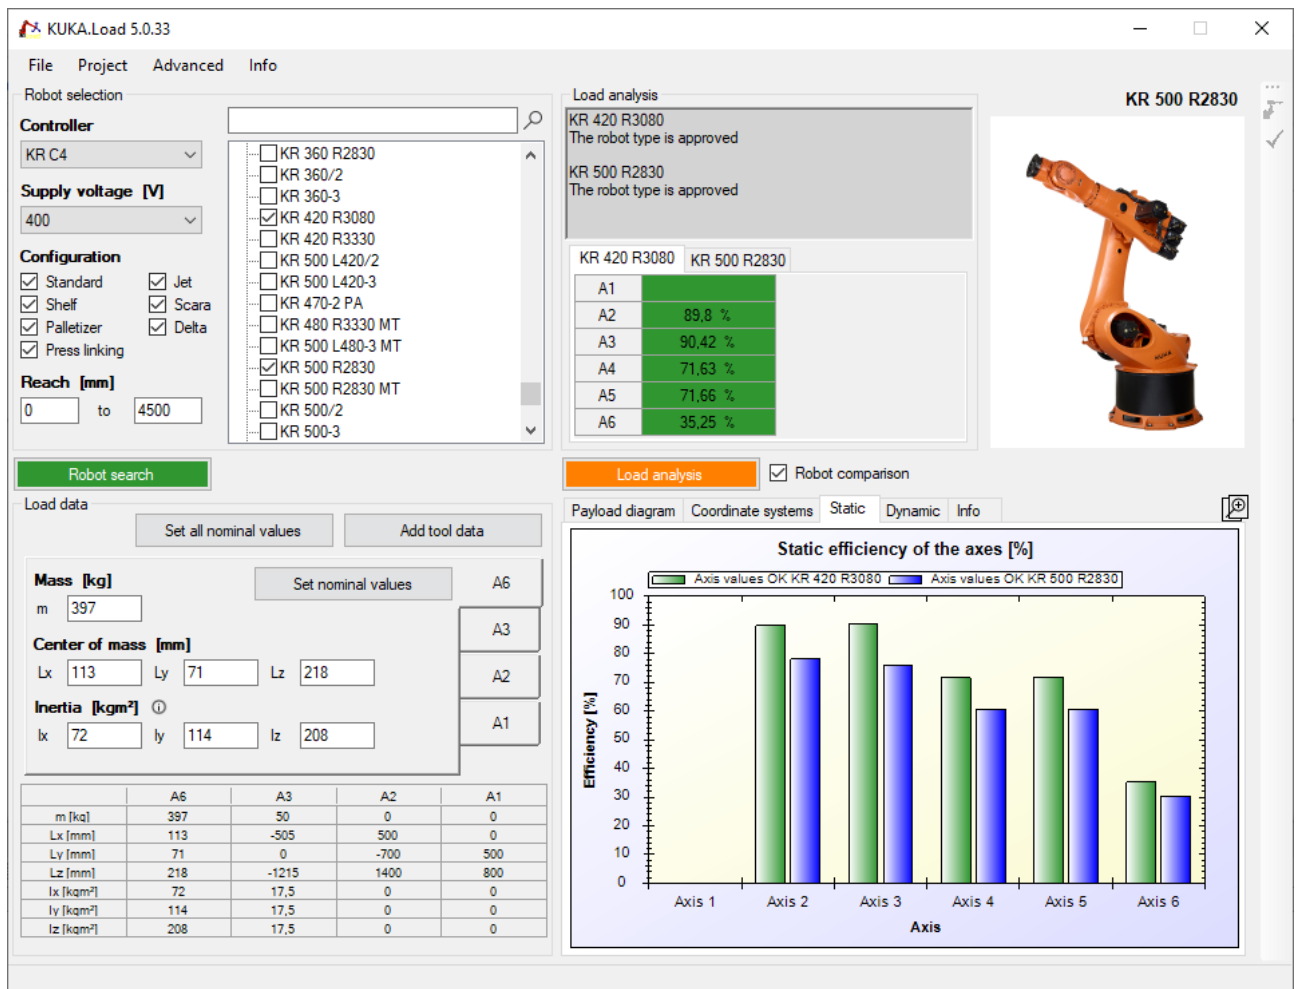 KUKA.Load 5.0.33
File Project Advanced Info
Robot selection
Controller
KR C4
Supply voltage [V]
400
Configuration
Standard Jet
Shelf Scara
Palletizer Delta
Press linking
Reach [mm]
0 to 4500
KR 360 R2830
KR 360/2
KR 360-3
KR 420 R3080
KR 420 R3330
KR 500 L420/2
KR 500 L420-3
KR 470-2 PA
KR 480 R3330 MT
KR 500 L480-3 MT
KR 500 R2830
KR 500 R2830 MT
KR 500/2
KR 500-3
Load analysis
KR 420 R3080
The robot type is approved
KR 500 R2830
The robot type is approved
KR 420 R3080 KR 500 R2830
A1
A2 89,8 %
A3 90,42 %
A4 71,63 %
A5 71,66 %
A6 35,25 %
KR 500 R2830
KUKA
Robot search
Load analysis
Robot comparison
Load data
Set all nominal values Add tool data
Mass [kg]
Set nominal values
m 397
Center of mass [mm]
Lx 113 Ly 71 Lz 218
Inertia [kgm²]
Ix 72 Iy 114 Iz 208
A6
A3
A2
A1
A6 A3 A2 A1
m [kg] 397 50 0 0
Lx [mm] 113 -505 500 0
Ly [mm] 71 0 -700 500
Lz [mm] 218 -1215 1400 800
Ix [kgm²] 72 17,5 0 0
Iy [kgm²] 114 17,5 0 0
Iz [kgm²] 208 17,5 0 0
Payload diagram Coordinate systems Static Dynamic Info
Static efficiency of the axes [%]
Axis values OK KR 420 R3080 Axis values OK KR 500 R2830
Efficiency [%]
100
90
80
70
60
50
40
30
20
10
0
Axis 1 Axis 2 Axis 3 Axis 4 Axis 5 Axis 6
Axis